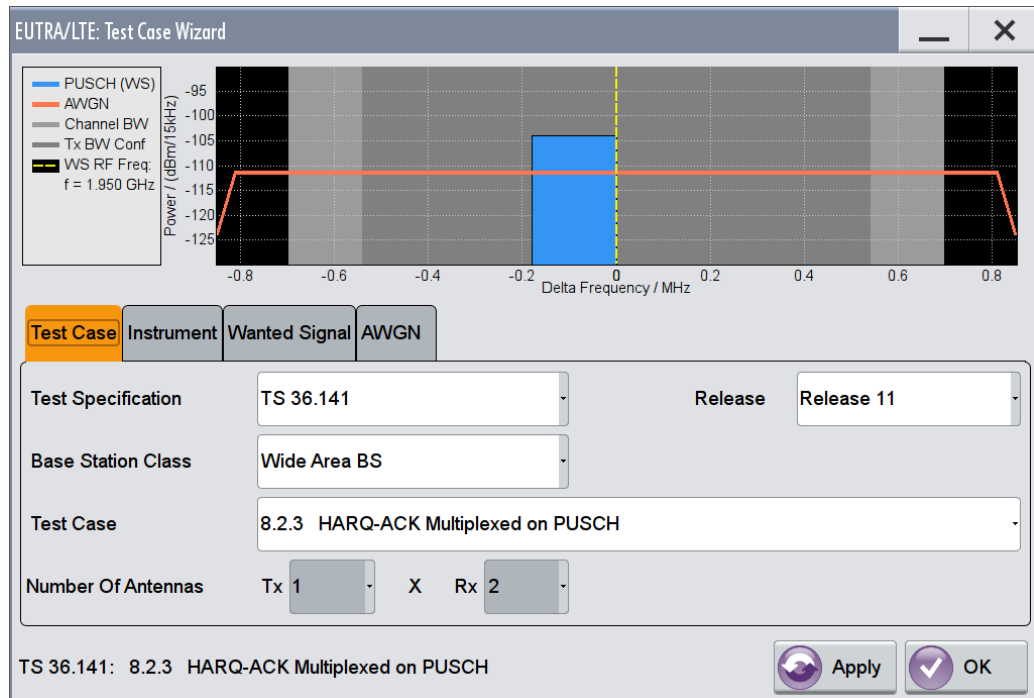 EUTRA/LTE: Test Case Wizard
PUSCH (WS)
AWGN
Channel BW
Tx BW Conf
WS RF Freq:
f = 1.950 GHz
Power / (dBm/15kHz)
-95
-100
-105
-110
-115
-120
-125
-0.8 -0.6 -0.4 -0.2 0 0.2 0.4 0.6 0.8
Delta Frequency / MHz
Test Case Instrument Wanted Signal AWGN
Test Specification TS 36.141 Release Release 11
Base Station Class Wide Area BS
Test Case 8.2.3 HARQ-ACK Multiplexed on PUSCH
Number Of Antennas Tx 1 X Rx 2
TS 36.141: 8.2.3 HARQ-ACK Multiplexed on PUSCH Apply OK